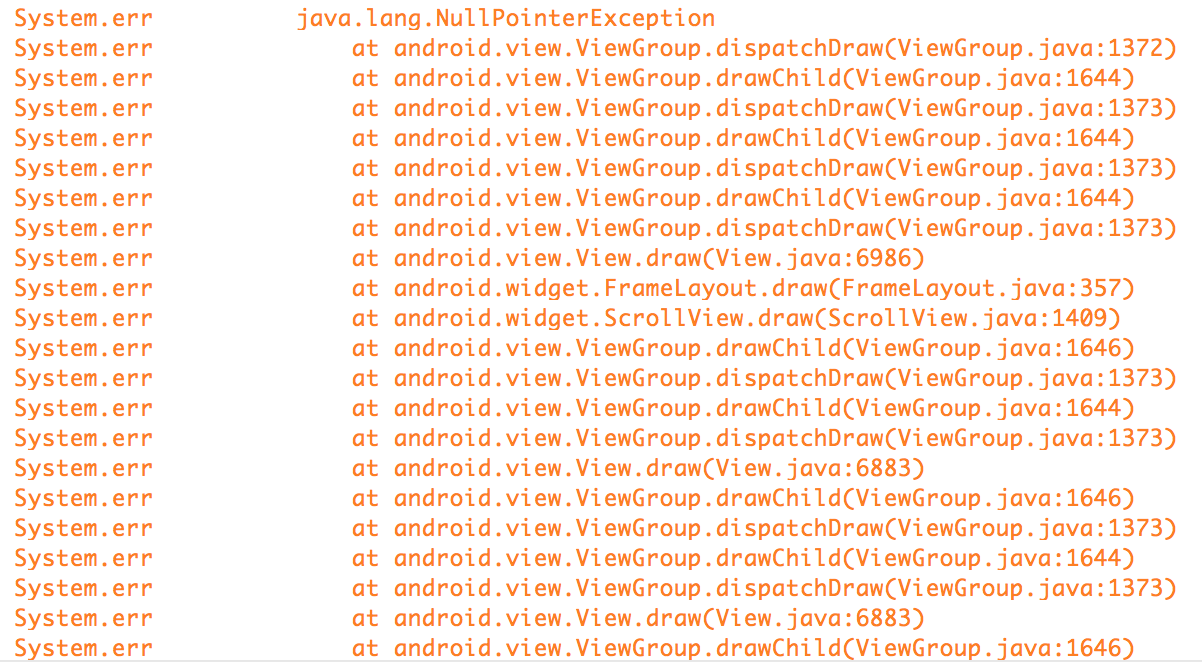 System.err java.lang.NullPointerException
System.err at android.view.ViewGroup.dispatchDraw(ViewGroup.java:1372)
System.err at android.view.ViewGroup.drawChild(ViewGroup.java:1644)
System.err at android.view.ViewGroup.dispatchDraw(ViewGroup.java:1373)
System.err at android.view.ViewGroup.drawChild(ViewGroup.java:1644)
System.err at android.view.ViewGroup.dispatchDraw(ViewGroup.java:1373)
System.err at android.view.ViewGroup.drawChild(ViewGroup.java:1644)
System.err at android.view.ViewGroup.dispatchDraw(ViewGroup.java:1373)
System.err at android.view.View.draw(View.java:6986)
System.err at android.widget.FrameLayout.draw(FrameLayout.java:357)
System.err at android.widget.ScrollView.draw(ScrollView.java:1409)
System.err at android.view.ViewGroup.drawChild(ViewGroup.java:1646)
System.err at android.view.ViewGroup.dispatchDraw(ViewGroup.java:1373)
System.err at android.view.ViewGroup.drawChild(ViewGroup.java:1644)
System.err at android.view.ViewGroup.dispatchDraw(ViewGroup.java:1373)
System.err at android.view.View.draw(View.java:6883)
System.err at android.view.ViewGroup.drawChild(ViewGroup.java:1646)
System.err at android.view.ViewGroup.dispatchDraw(ViewGroup.java:1373)
System.err at android.view.ViewGroup.drawChild(ViewGroup.java:1644)
System.err at android.view.ViewGroup.dispatchDraw(ViewGroup.java:1373)
System.err at android.view.View.draw(View.java:6883)
System.err at android.view.ViewGroup.drawChild(ViewGroup.java:1646)